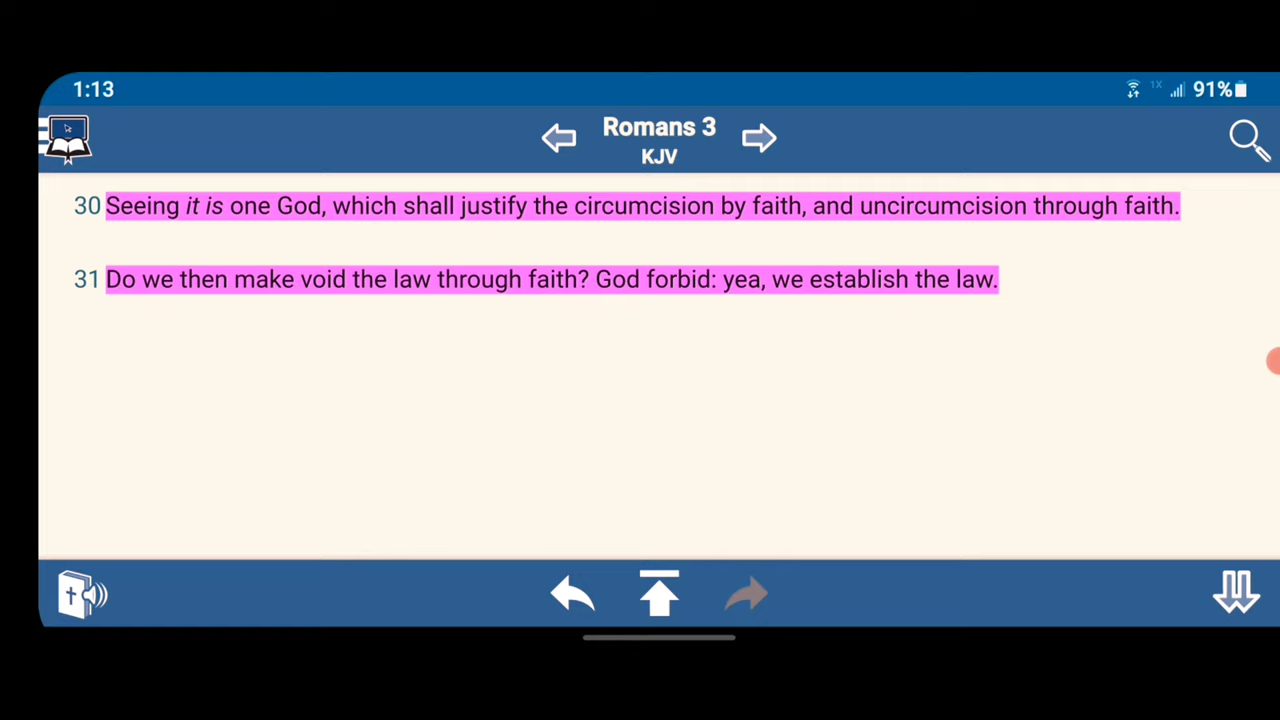 1:13
1X
91%
Romans 3
KJV
30 Seeing it is one God, which shall justify the circumcision by faith, and uncircumcision through faith.
31 Do we then make void the law through faith? God forbid: yea, we establish the law.